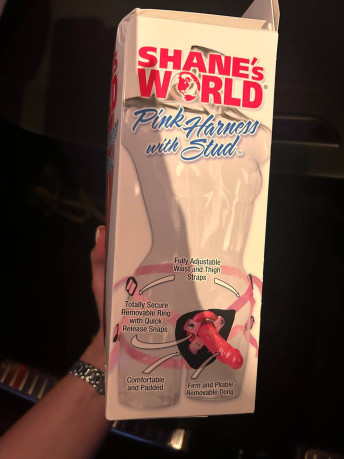 SHANE's
WORLD®
Pink Harness
with Stud™
Fully Adjustable
Waist and Thigh
Straps
Totally Secure
Removable Ring
with Quick
Release Snaps
Comfortable
and Padded
Firm and Pliable
Removable Dong